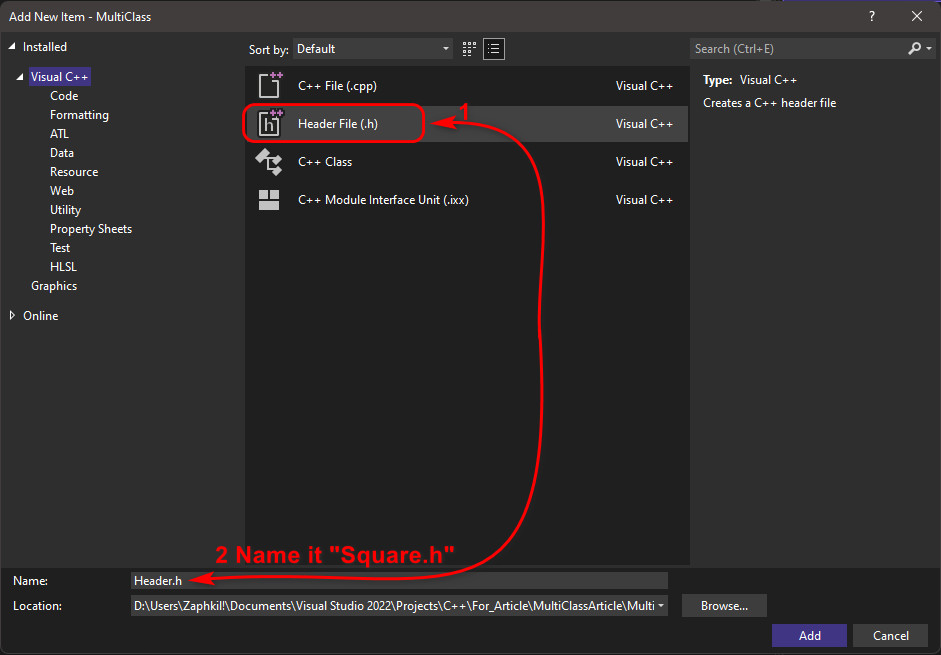 Add New Item - MultiClass
?
Installed
Visual C++
Code
Formatting
ATL
Data
Resource
Web
Utility
Property Sheets
Test
HLSL
Graphics
Online
Sort by: Default
C++ File (.cpp) Visual C++
Header File (.h) Visual C++
1
C++ Class Visual C++
C++ Module Interface Unit (.ixx) Visual C++
Search (Ctrl+E)
Type: Visual C++
Creates a C++ header file
2 Name it "Square.h"
Name: Header.h
Location: D:\Users\Zaphkil!\Documents\Visual Studio 2022\Projects\C++\For_Article\MultiClassArticle\Multi
Browse...
Add
Cancel